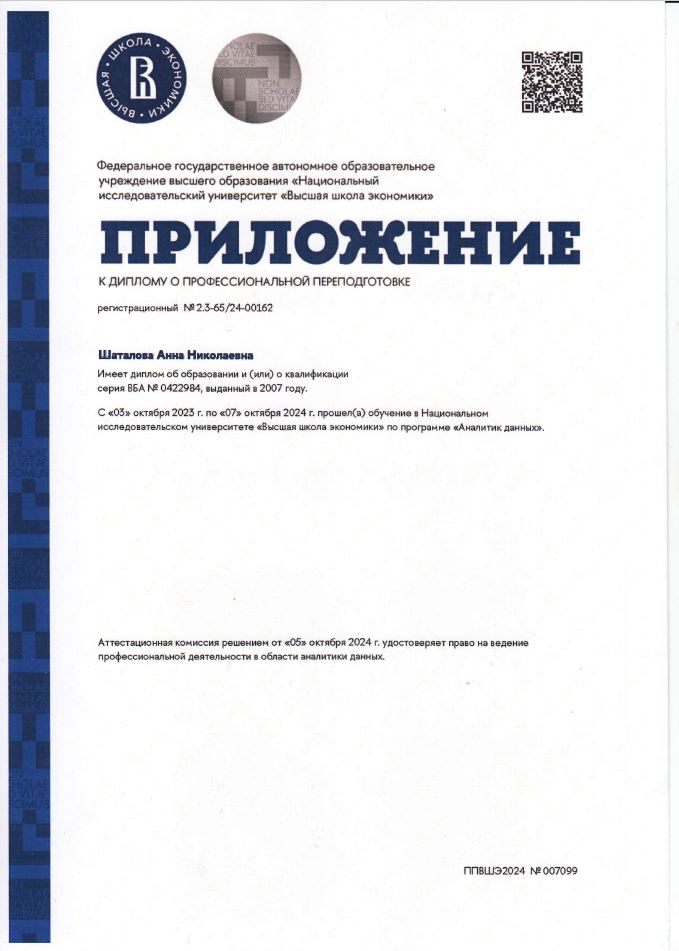 ВЫСШАЯ • ШКОЛА • ЭКОНОМИКИ •
NON
SCHOLAE
SED VITAE
DISCIMUS
Федеральное государственное автономное образовательное
учреждение высшего образования «Национальный
исследовательский университет «Высшая школа экономики»
ПРИЛОЖЕНИЕ
К ДИПЛОМУ О ПРОФЕССИОНАЛЬНОЙ ПЕРЕПОДГОТОВКЕ
регистрационный № 2.3-65/24-00162
Шаталова Анна Николаевна
Имеет диплом об образовании и (или) о квалификации
серия ВБА № 0422984, выданный в 2007 году.
С «03» октября 2023 г. по «07» октября 2024 г. прошел(а) обучение в Национальном
исследовательском университете «Высшая школа экономики» по программе «Аналитик данных».
Аттестационная комиссия решением от «05» октября 2024 г. удостоверяет право на ведение
профессиональной деятельности в области аналитики данных.
ППВШЭ2024 № 007099